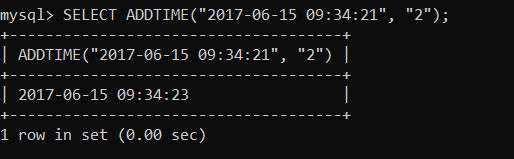 mysql> SELECT ADDTIME("2017-06-15 09:34:21", "2");
+-------------------------------------+
| ADDTIME("2017-06-15 09:34:21", "2") |
+-------------------------------------+
| 2017-06-15 09:34:23                 |
+-------------------------------------+
1 row in set (0.00 sec)